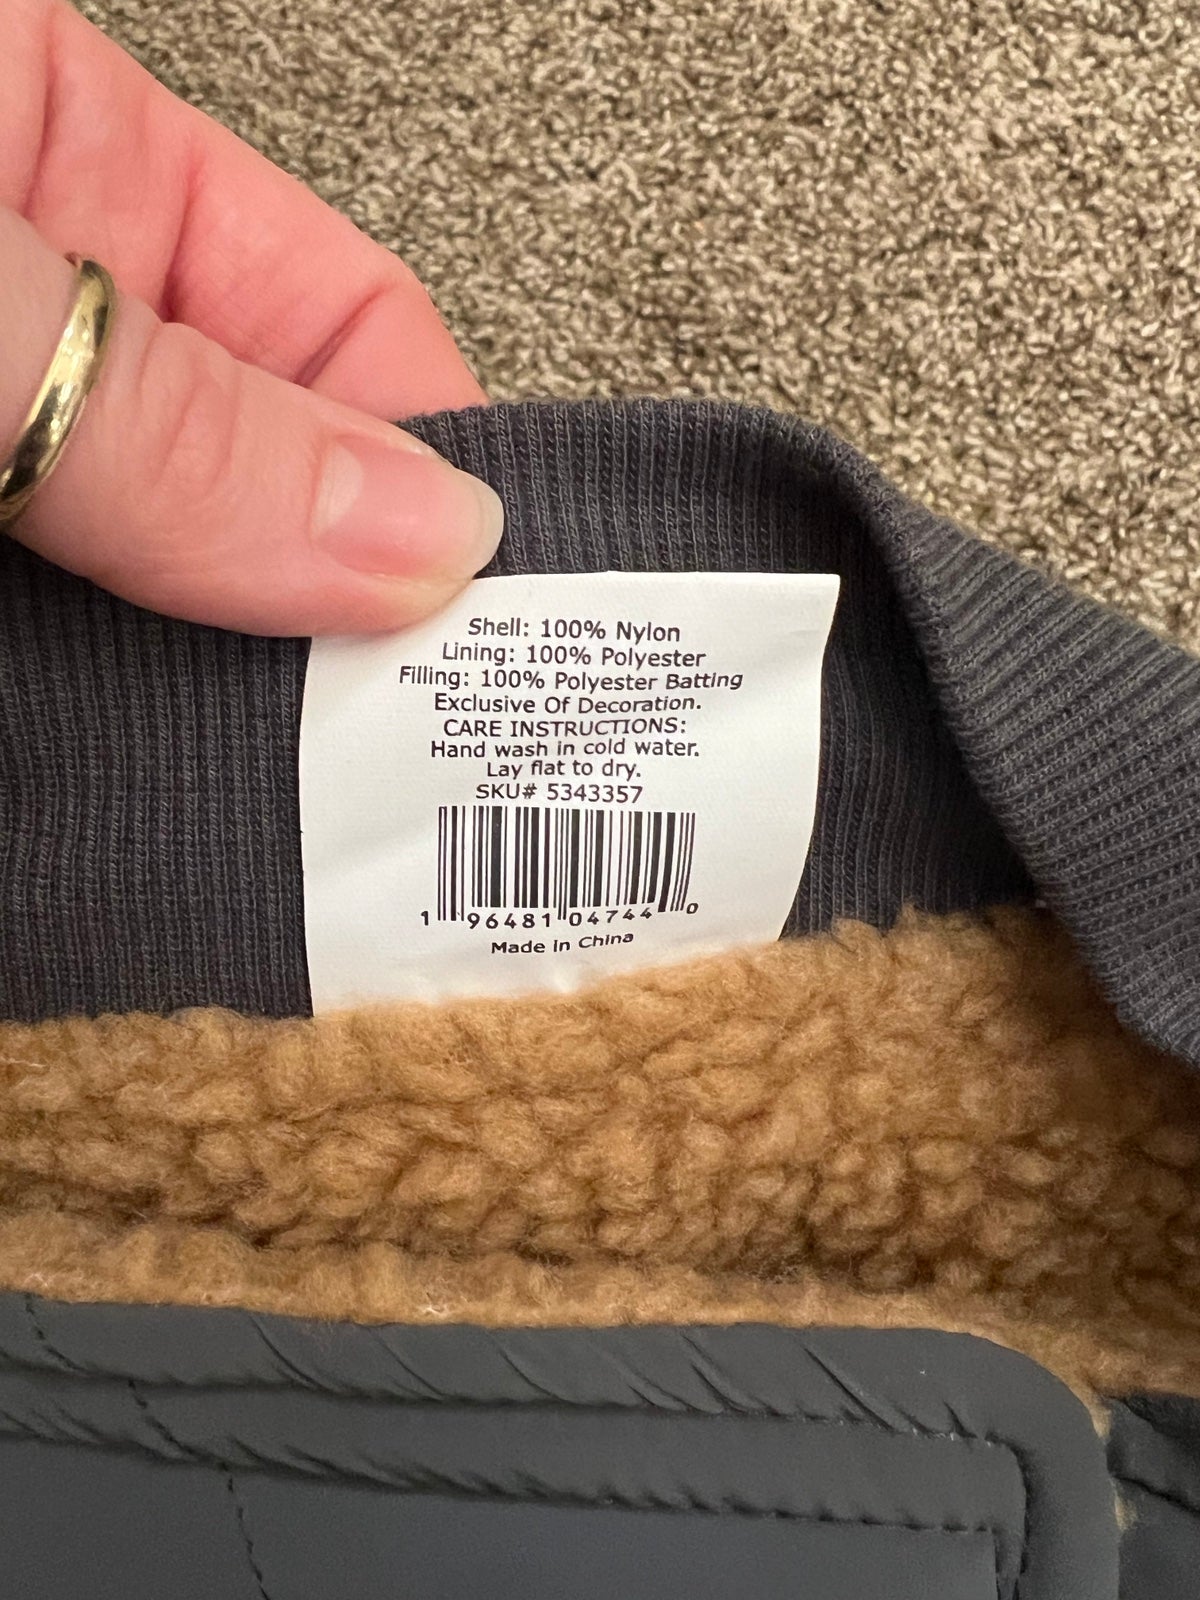 Shell: 100% Nylon
Lining: 100% Polyester
Filling: 100% Polyester Batting
Exclusive Of Decoration.
CARE INSTRUCTIONS:
Hand wash in cold water.
Lay flat to dry.
SKU# 5343357
1 96481 04744 0
Made in China